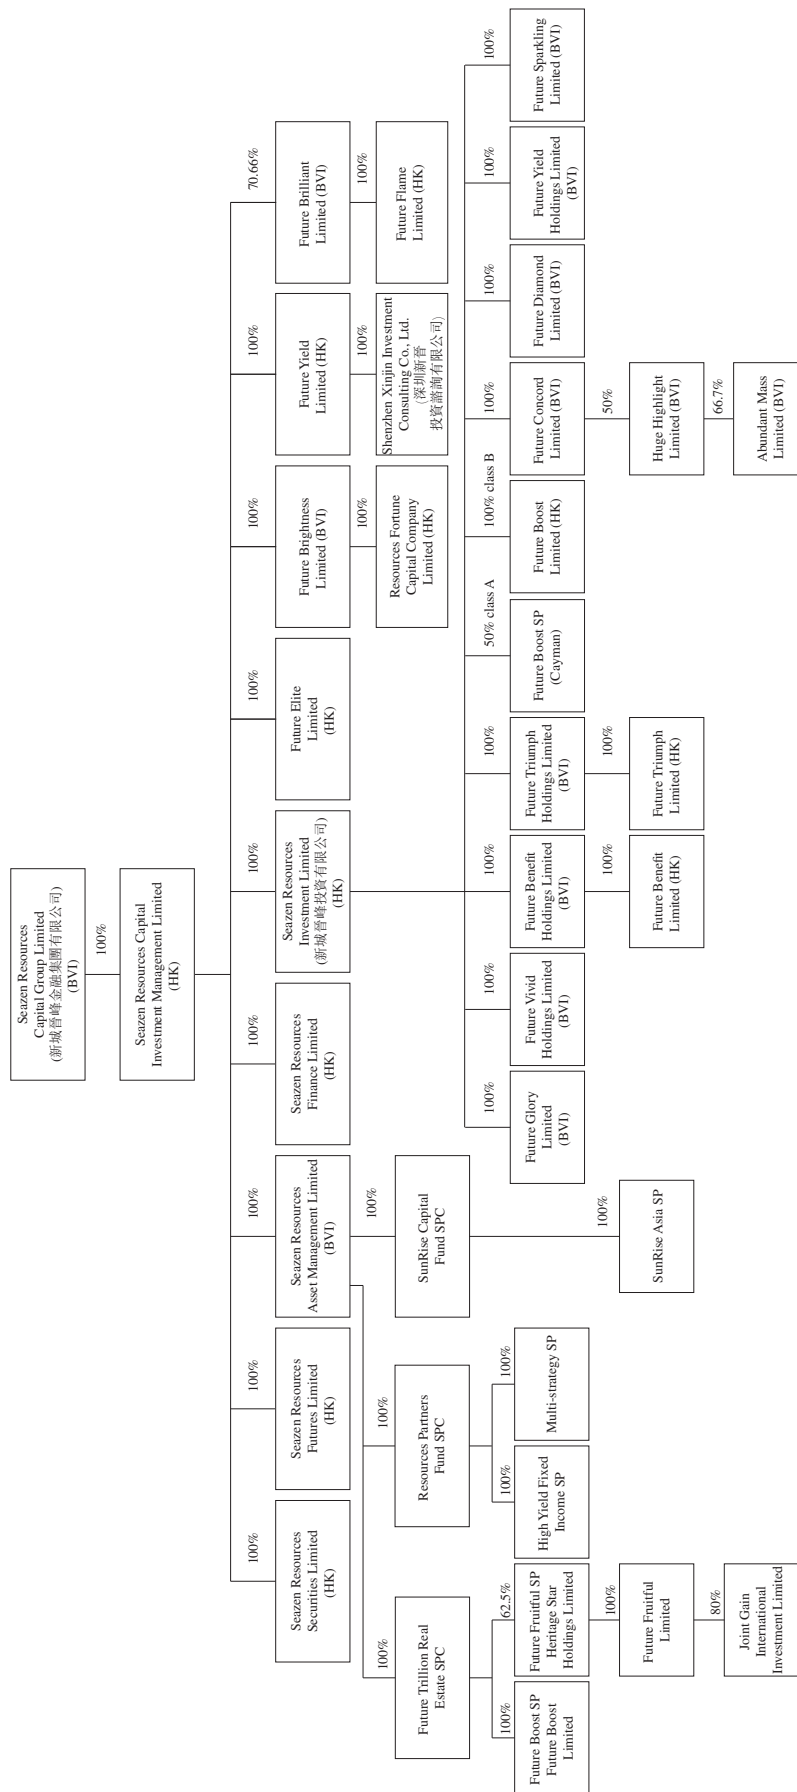 Seazen Resources
Capital Group Limited
(新城晉峰金融集團有限公司)
(BVI)
100%
Seazen Resources Capital
Investment Management Limited
(HK)
100%
100%
100%
100%
100%
100%
100%
100%
70.66%
Seazen Resources
Securities Limited
(HK)
Seazen Resources
Futures Limited
(HK)
Seazen Resources
Asset Management Limited
(BVI)
Seazen Resources
Finance Limited
(HK)
Seazen Resources
Investment Limited
(新城晉峰投資有限公司)
(HK)
Future Elite
Limited
(HK)
Future Brightness
Limited (BVI)
Future Yield
Limited (HK)
Future Brilliant
Limited (BVI)
100%
100%
100%
100%
100%
100%
Future Trillion Real
Estate SPC
Resources Partners
Fund SPC
SunRise Capital
Fund SPC
Resources Fortune
Capital Company
Limited (HK)
Shenzhen Xinjin Investment
Consulting Co., Ltd.
(深圳新晉
投資諮詢有限公司)
Future Flame
Limited (HK)
100%
62.5%
100%
100%
100%
100%
100%
100%
50% class A
100% class B
100%
100%
100%
100%
Future Boost SP
Future Boost
Limited
Future Fruitful SP
Heritage Star
Holdings Limited
High Yield Fixed
Income SP
Multi-strategy SP
Future Glory
Limited
(BVI)
Future Vivid
Holdings Limited
(BVI)
Future Benefit
Holdings Limited
(BVI)
Future Triumph
Holdings Limited
(BVI)
Future Boost SP
(Cayman)
Future Boost
Limited (HK)
Future Concord
Limited (BVI)
Future Diamond
Limited (BVI)
Future Yield
Holdings Limited
(BVI)
Future Sparkling
Limited (BVI)
100%
100%
100%
100%
50%
Future Fruitful
Limited
SunRise Asia SP
Future Benefit
Limited (HK)
Future Triumph
Limited (HK)
Huge Highlight
Limited (BVI)
80%
66.7%
Joint Gain
International
Investment Limited
Abundant Mass
Limited (BVI)